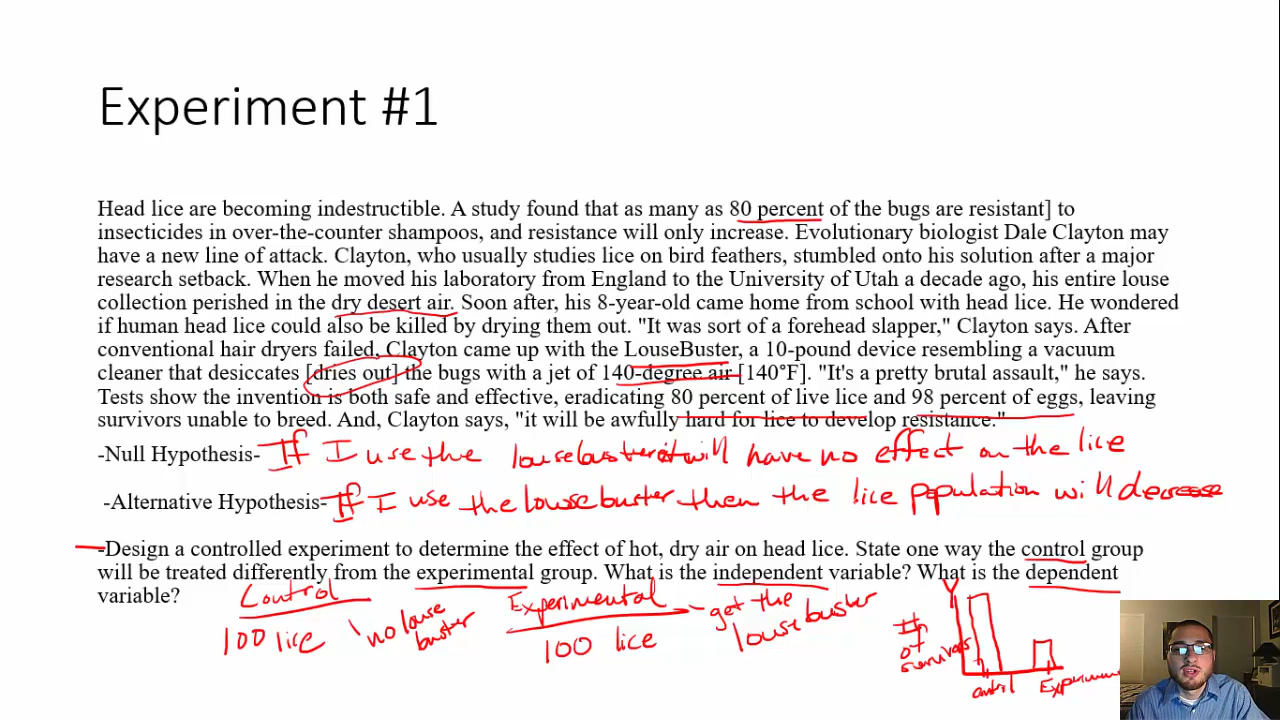 Experiment #1
Head lice are becoming indestructible. A study found that as many as 80 percent of the bugs are resistant] to
insecticides in over-the-counter shampoos, and resistance will only increase. Evolutionary biologist Dale Clayton may
have a new line of attack. Clayton, who usually studies lice on bird feathers, stumbled onto his solution after a major
research setback. When he moved his laboratory from England to the University of Utah a decade ago, his entire louse
collection perished in the dry desert air. Soon after, his 8-year-old came home from school with head lice. He wondered
if human head lice could also be killed by drying them out. "It was sort of a forehead slapper," Clayton says. After
conventional hair dryers failed, Clayton came up with the LouseBuster, a 10-pound device resembling a vacuum
cleaner that desiccates [dries out] the bugs with a jet of 140-degree air [140°F]. "It's a pretty brutal assault," he says.
Tests show the invention is both safe and effective, eradicating 80 percent of live lice and 98 percent of eggs, leaving
survivors unable to breed. And, Clayton says, "it will be awfully hard for lice to develop resistance."
-Null Hypothesis- If I use the lousebuster it will have no effect on the lice
-Alternative Hypothesis- If I use the lousebuster then the lice population will decrease
-Design a controlled experiment to determine the effect of hot, dry air on head lice. State one way the control group
will be treated differently from the experimental group. What is the independent variable? What is the dependent
variable?
Control
100 lice
no louse
buster
Experimental
100 lice
get the
lousebuster
Y
# of
survivors
control
Experimen